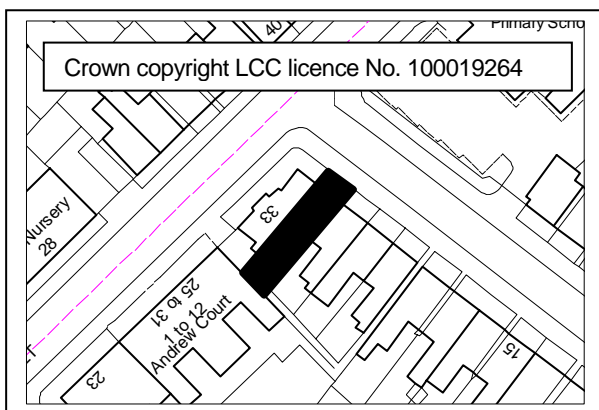 40
Primary Scho
Crown copyright LCC licence No. 100019264
Nursery
28
33
25 to 31
1 to 12
Andrew Court
23
15